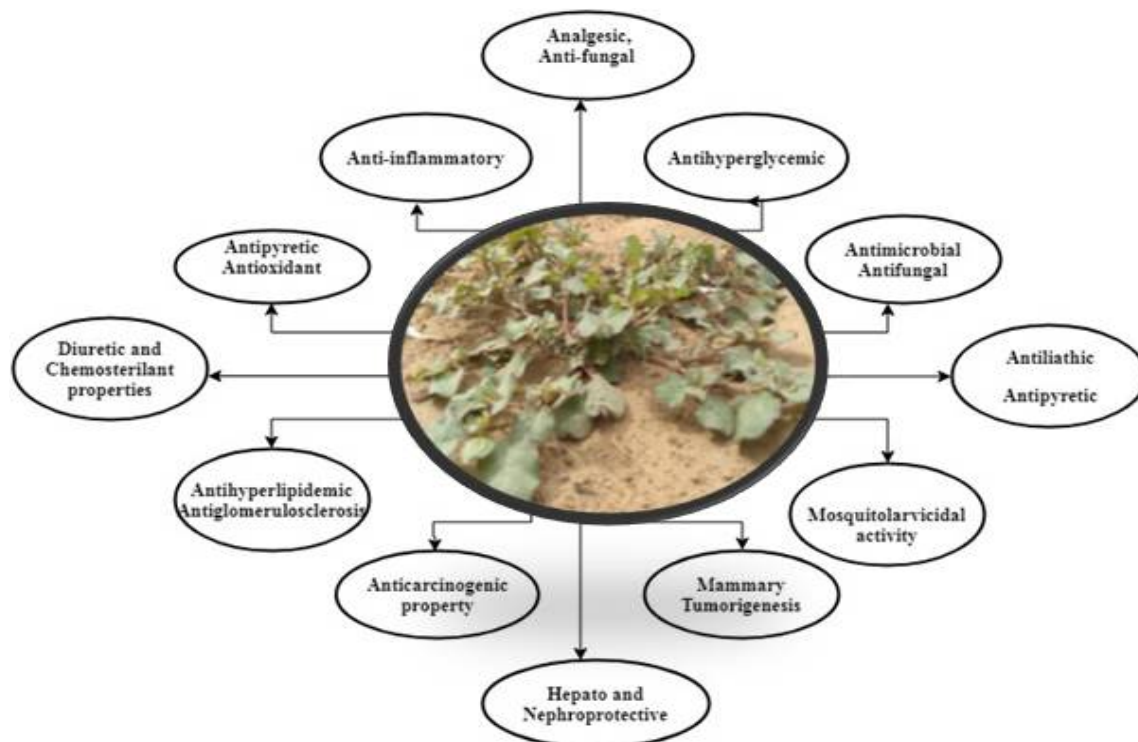 Analgesic,
Anti-fungal
Anti-inflammatory
Antihyperglycemic
Antipyretic
Antioxidant
Antimicrobial
Antifungal
Diuretic and
Chemosterilant
properties
Antiliathic
Antipyretic
Antihyperlipidemic
Antiglomerulosclerosis
Mosquitolarvicidal
activity
Anticarcinogenic
property
Mammary
Tumorigenesis
Hepato and
Nephroprotective